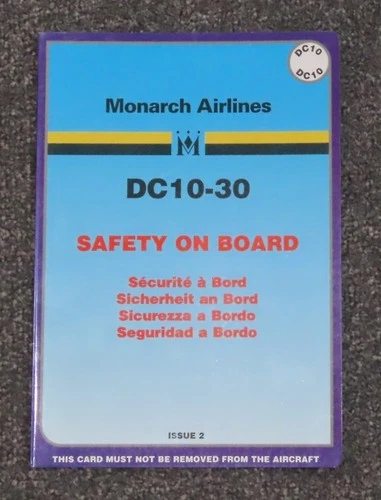 DC10
DC10
Monarch Airlines
M
DC10-30
SAFETY ON BOARD
Sécurité à Bord
Sicherheit an Bord
Sicurezza a Bordo
Seguridad a Bordo
ISSUE 2
THIS CARD MUST NOT BE REMOVED FROM THE AIRCRAFT